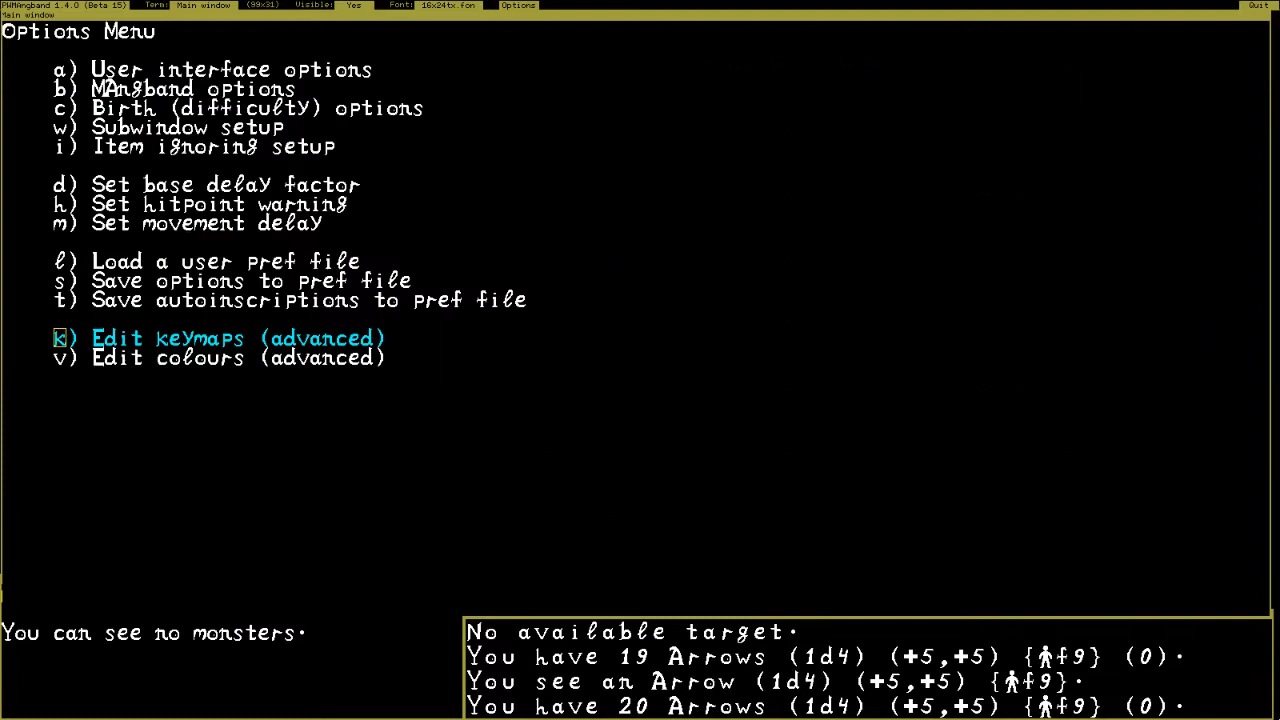 PWMAngband 1.4.0 (Beta 15) Term: Main window (99x31) Visible: Yes Font: 16x24tx.fon Options Quit
Main window
Options Menu
a) User interface options
b) MAngband options
c) Birth (difficulty) options
w) Subwindow setup
i) Item ignoring setup
d) Set base delay factor
h) Set hitpoint warning
m) Set movement delay
l) Load a user pref file
s) Save options to pref file
t) Save autoinscriptions to pref file
k) Edit keymaps (advanced)
v) Edit colours (advanced)
You can see no monsters.
No available target.
You have 19 Arrows (1d4) (+5,+5) {f9} (0).
You see an Arrow (1d4) (+5,+5) {f9}.
You have 20 Arrows (1d4) (+5,+5) {f9} (0).